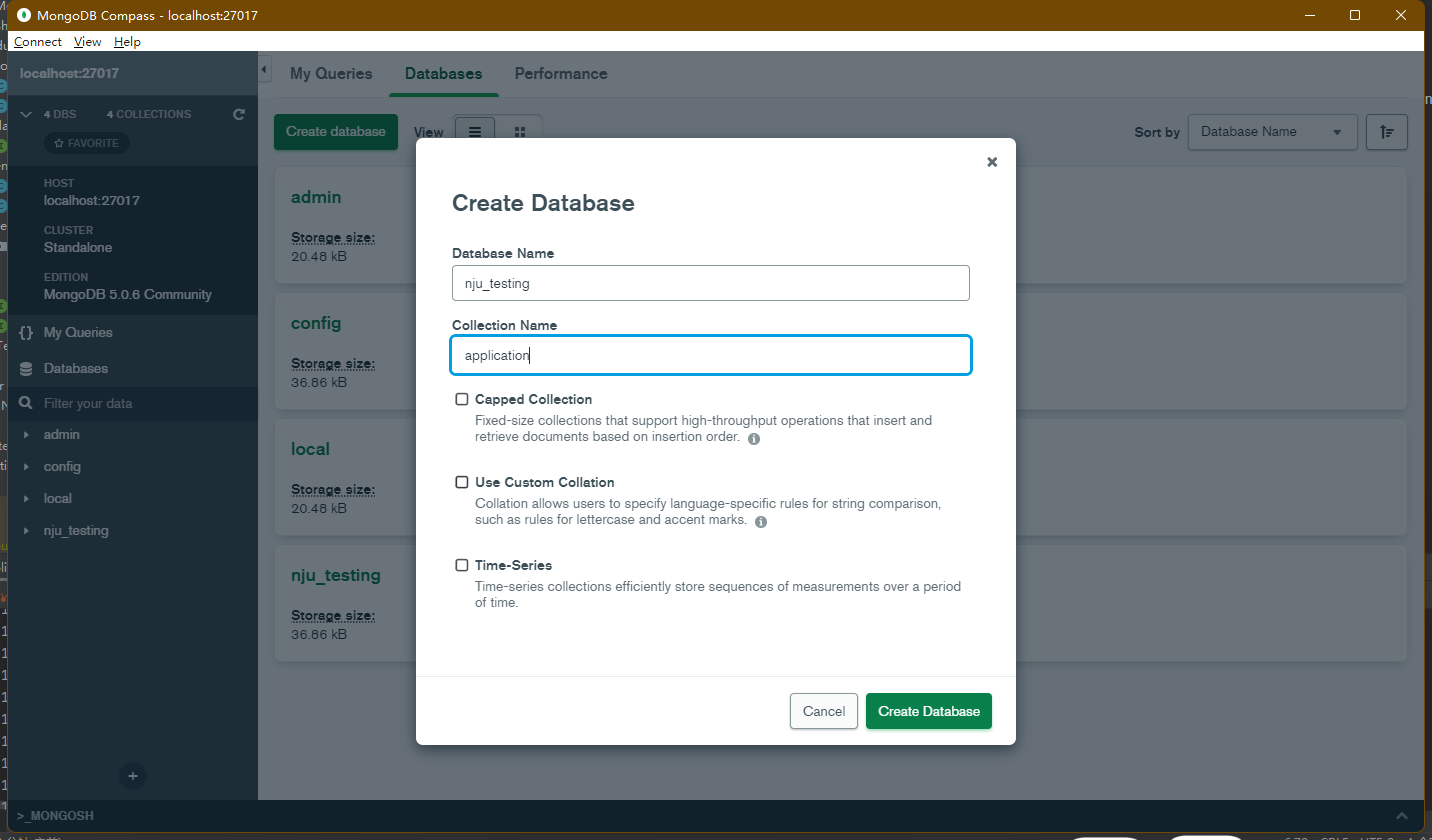 MongoDB Compass - localhost:27017
Connect View Help
localhost:27017
My Queries Databases Performance
4 DBS 4 COLLECTIONS
FAVORITE
Create database View Sort by Database Name
HOST
localhost:27017
CLUSTER
Standalone
EDITION
MongoDB 5.0.6 Community
{} My Queries
Databases
Filter your data
admin
config
local
nju_testing
admin
Storage size:
20.48 kB
config
Storage size:
36.86 kB
local
Storage size:
20.48 kB
nju_testing
Storage size:
36.86 kB
Create Database
Database Name
nju_testing
Collection Name
application
Capped Collection
Fixed-size collections that support high-throughput operations that insert and
retrieve documents based on insertion order.
Use Custom Collation
Collation allows users to specify language-specific rules for string comparison,
such as rules for lettercase and accent marks.
Time-Series
Time-series collections efficiently store sequences of measurements over a period
of time.
Cancel Create Database
>_MONGOSH